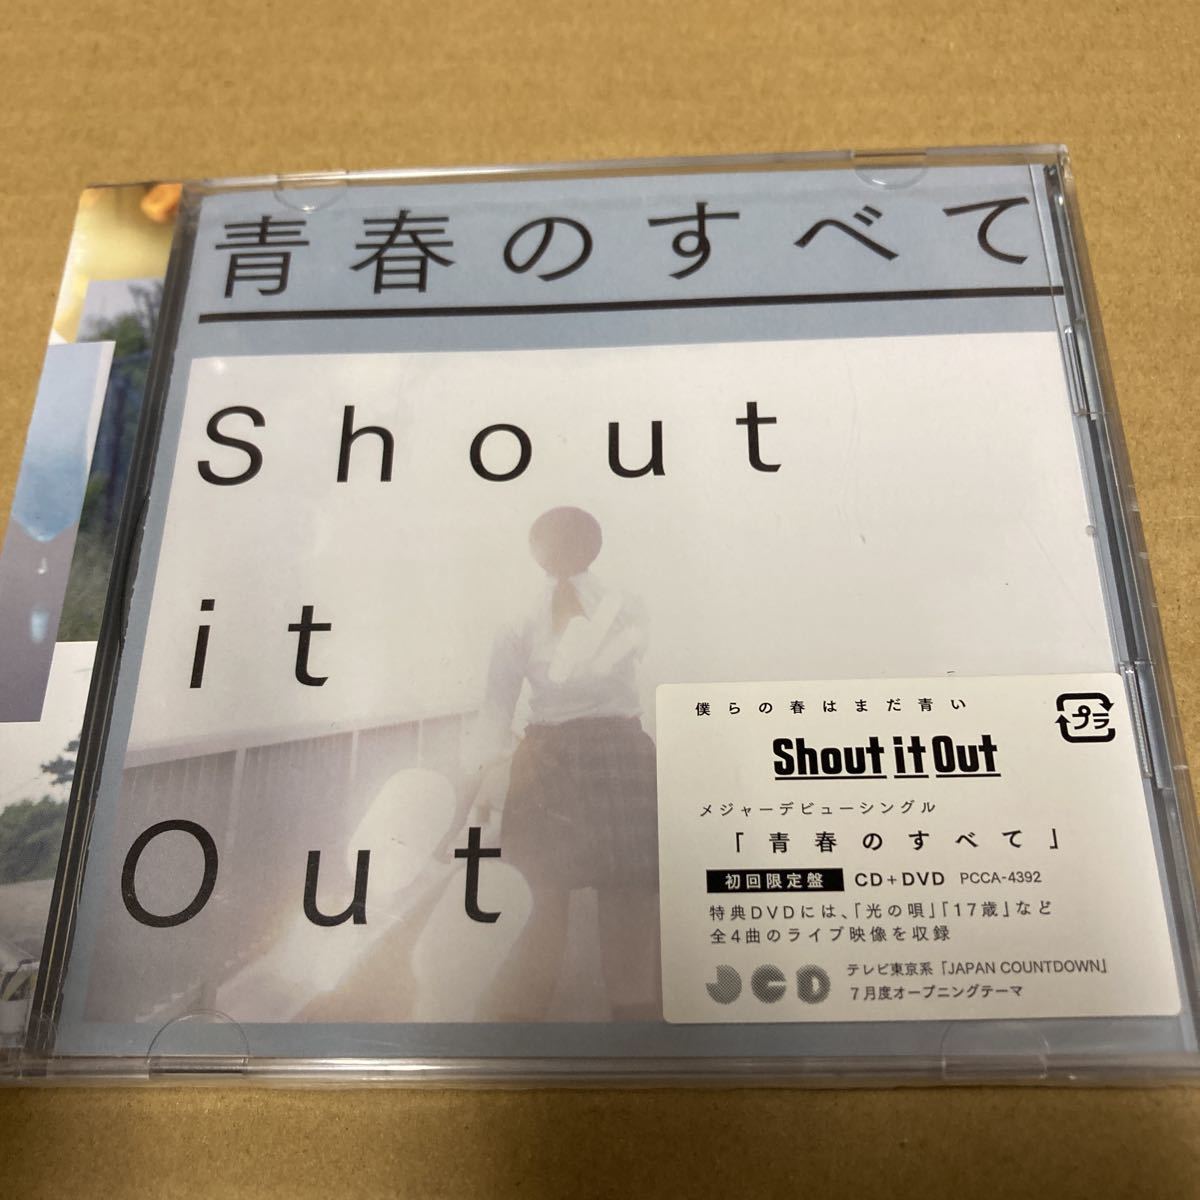 青春のすべて
Shout
it
Out
僕らの春はまだ青い
プラ
Shout it Out
メジャーデビューシングル
「青春のすべて」
初回限定盤 CD+DVD PCCA-4392
特典DVDには、「光の唄」「17歳」など
全4曲のライブ映像を収録
JCD
テレビ東京系「JAPAN COUNTDOWN」
7月度オープニングテーマ